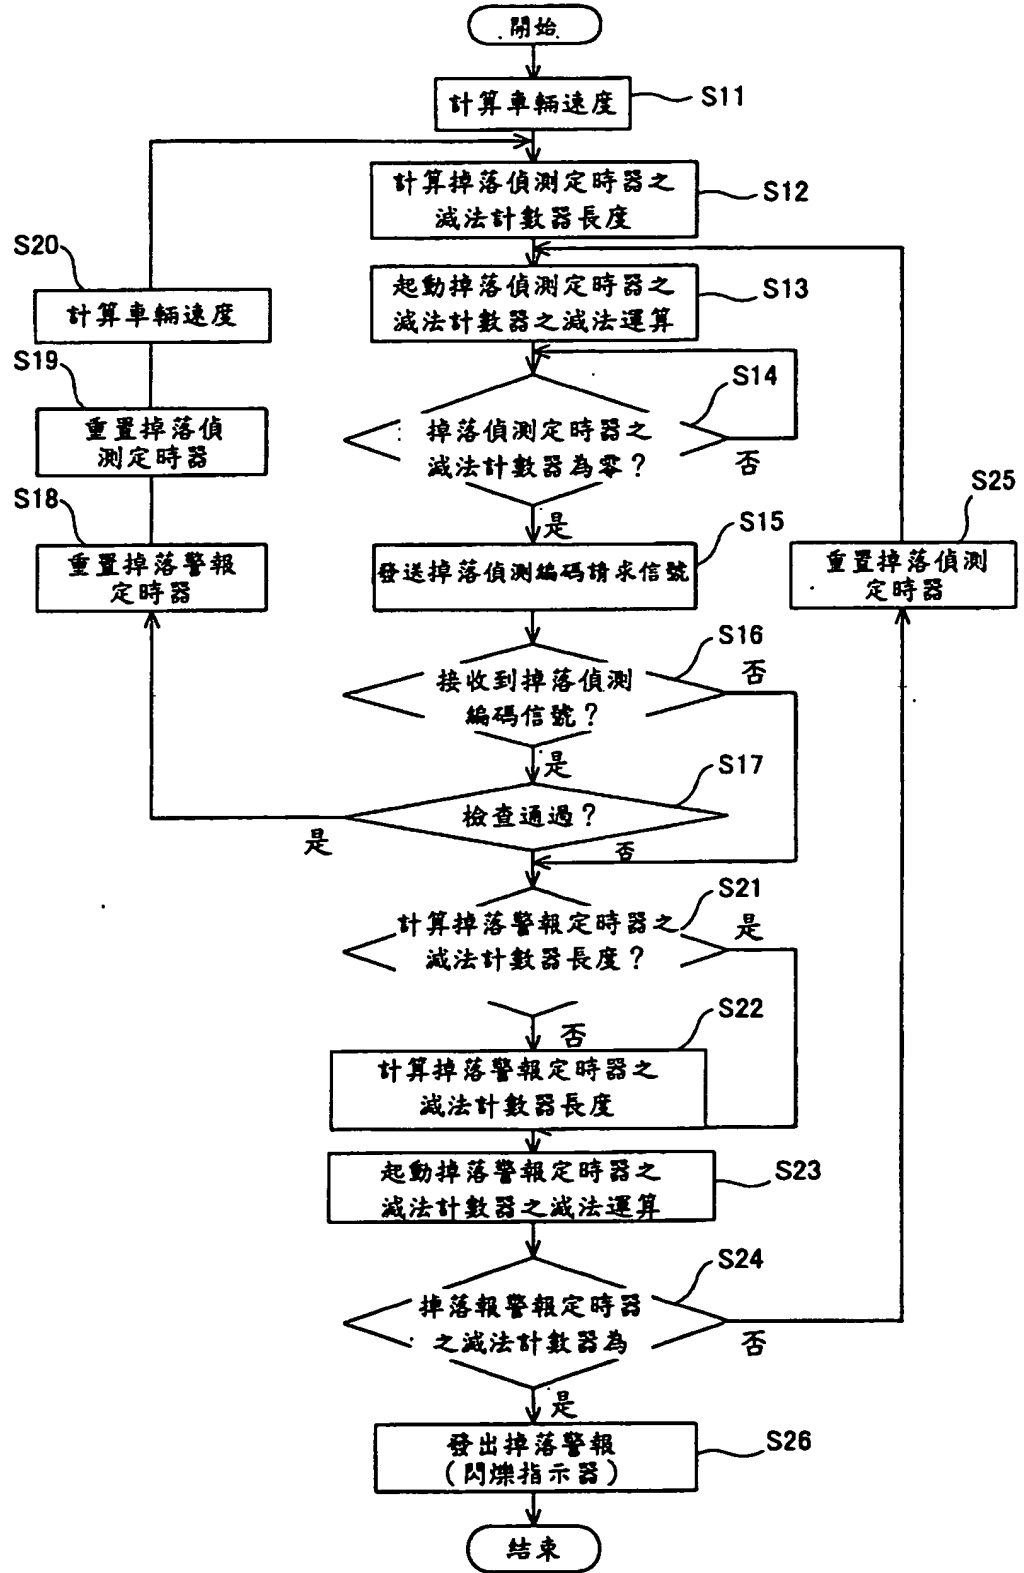 開始
計算車輛速度
S11
計算掉落偵測定時器之
減法計數器長度
S12
S20
計算車輛速度
起動掉落偵測定時器之
減法計數器之減法運算
S13
S19
重置掉落偵
測定時器
S14
掉落偵測定時器之
減法計數器為零？
否
是
S18
重置掉落警報
定時器
S15
發送掉落偵測編碼請求信號
S25
重置掉落偵測
定時器
S16
接收到掉落偵測
編碼信號？
否
是
S17
檢查通過？
是
否
S21
計算掉落警報定時器之
減法計數器長度？
是
否
S22
計算掉落警報定時器之
減法計數器長度
起動掉落警報定時器之
減法計數器之減法運算
S23
S24
掉落報警報定時器
之減法計數器為
否
是
發出掉落警報
（閃爍指示器）
S26
結束